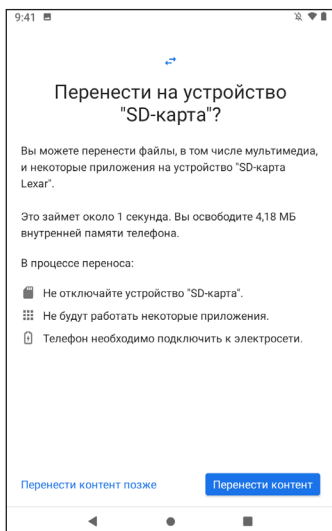 9:41
Перенести на устройство
"SD-карта"?
Вы можете перенести файлы, в том числе мультимедиа,
и некоторые приложения на устройство "SD-карта
Lexar".
Это займет около 1 секунда. Вы освободите 4,18 МБ
внутренней памяти телефона.
В процессе переноса:
Не отключайте устройство "SD-карта".
Не будут работать некоторые приложения.
Телефон необходимо подключить к электросети.
Перенести контент позже
Перенести контент